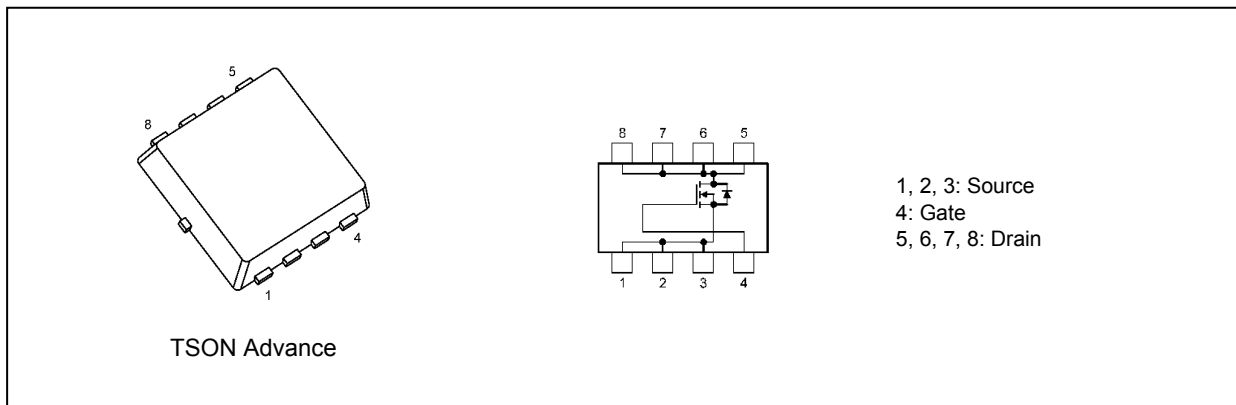 5
8
4
1
TSON Advance
8 7 6 5
1 2 3 4
1, 2, 3: Source
4: Gate
5, 6, 7, 8: Drain